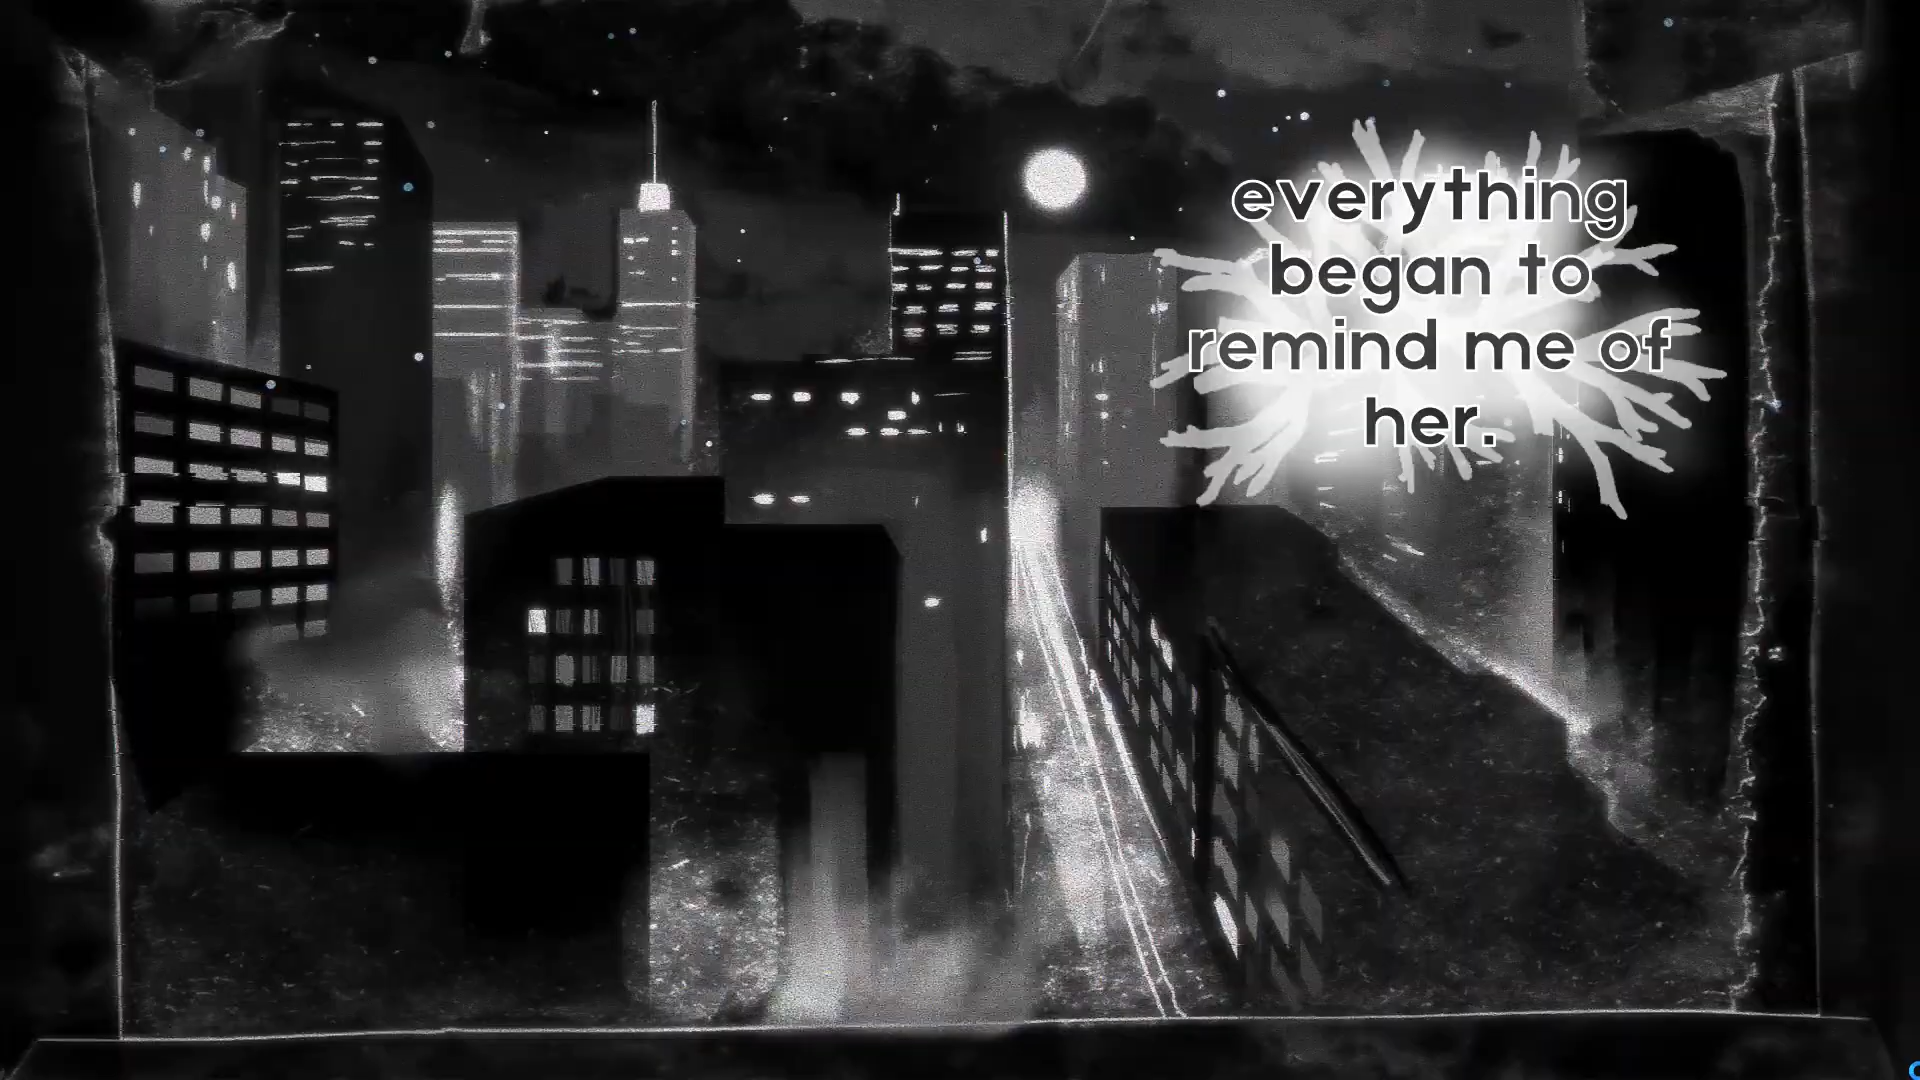 everything
began to
remind me of
her.